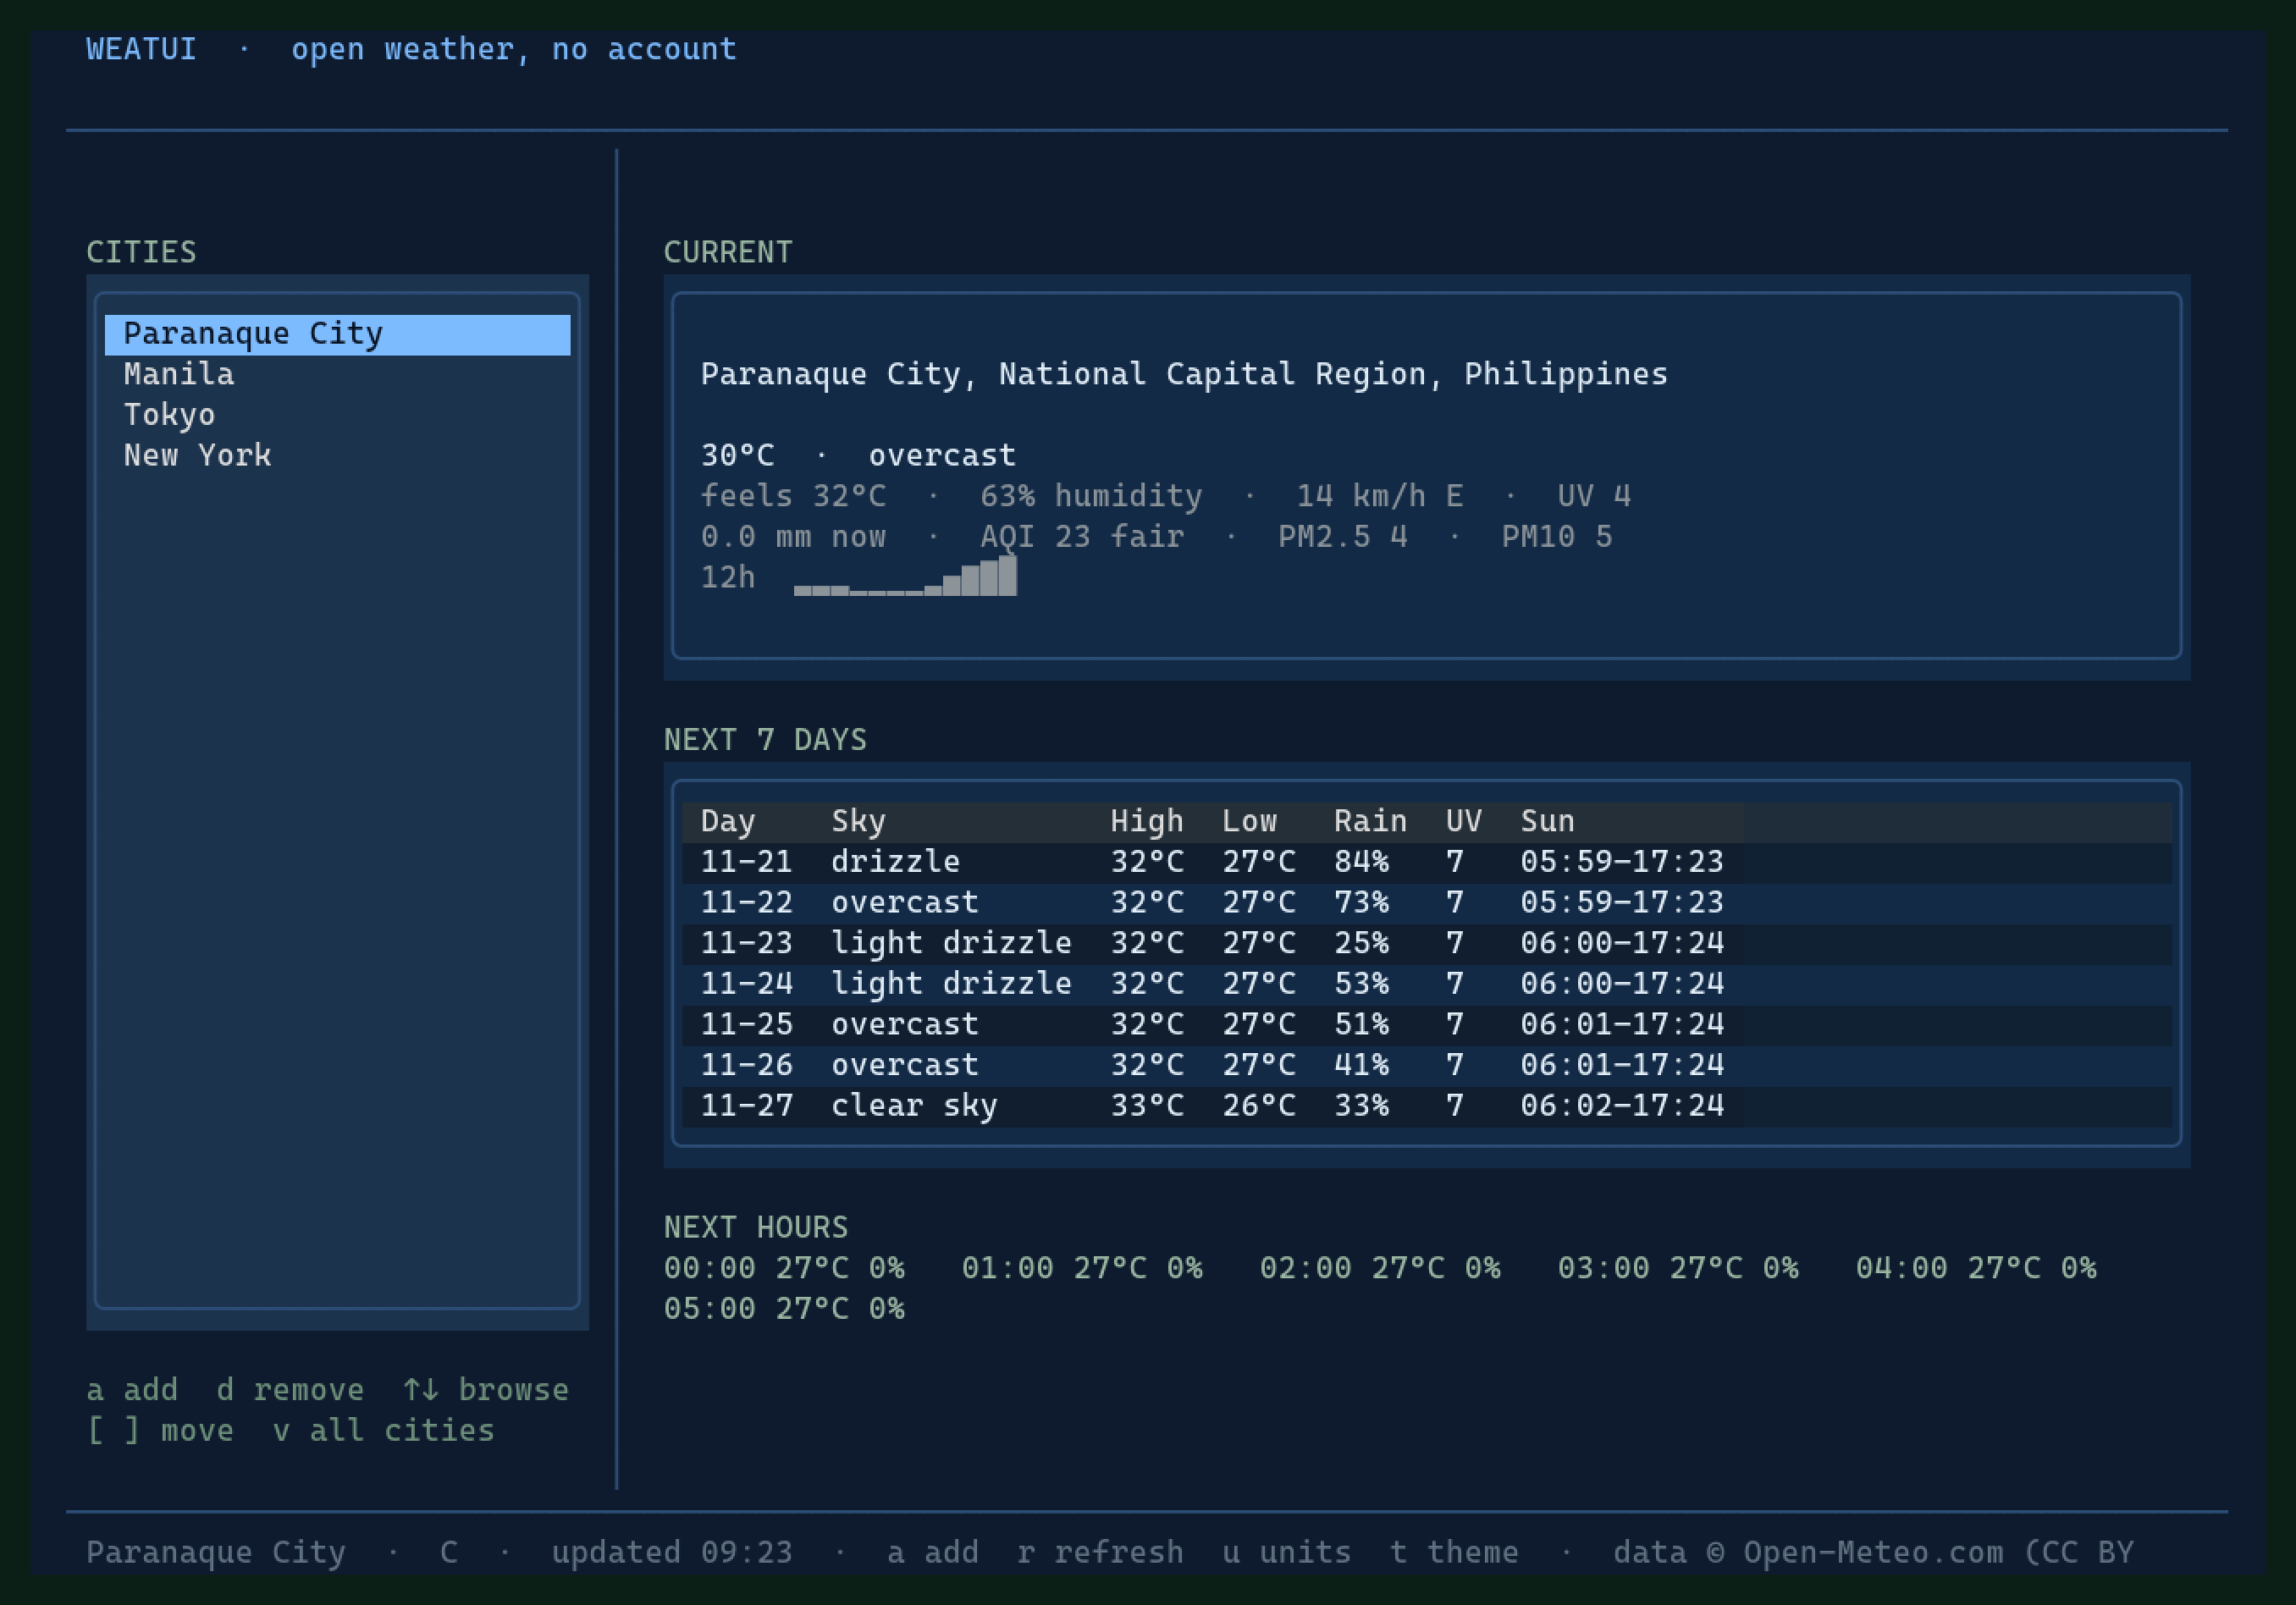 WEATUI · open weather, no account
CITIES
Paranaque City
Manila
Tokyo
New York
a add d remove ↑↓ browse
[ ] move v all cities
CURRENT
Paranaque City, National Capital Region, Philippines
30°C · overcast
feels 32°C · 63% humidity · 14 km/h E · UV 4
0.0 mm now · AQI 23 fair · PM2.5 4 · PM10 5
12h
NEXT 7 DAYS
Day Sky High Low Rain UV Sun
11-21 drizzle 32°C 27°C 84% 7 05:59-17:23
11-22 overcast 32°C 27°C 73% 7 05:59-17:23
11-23 light drizzle 32°C 27°C 25% 7 06:00-17:24
11-24 light drizzle 32°C 27°C 53% 7 06:00-17:24
11-25 overcast 32°C 27°C 51% 7 06:01-17:24
11-26 overcast 32°C 27°C 41% 7 06:01-17:24
11-27 clear sky 33°C 26°C 33% 7 06:02-17:24
NEXT HOURS
00:00 27°C 0% 01:00 27°C 0% 02:00 27°C 0% 03:00 27°C 0% 04:00 27°C 0%
05:00 27°C 0%
Paranaque City · C · updated 09:23 · a add r refresh u units t theme · data © Open-Meteo.com (CC BY